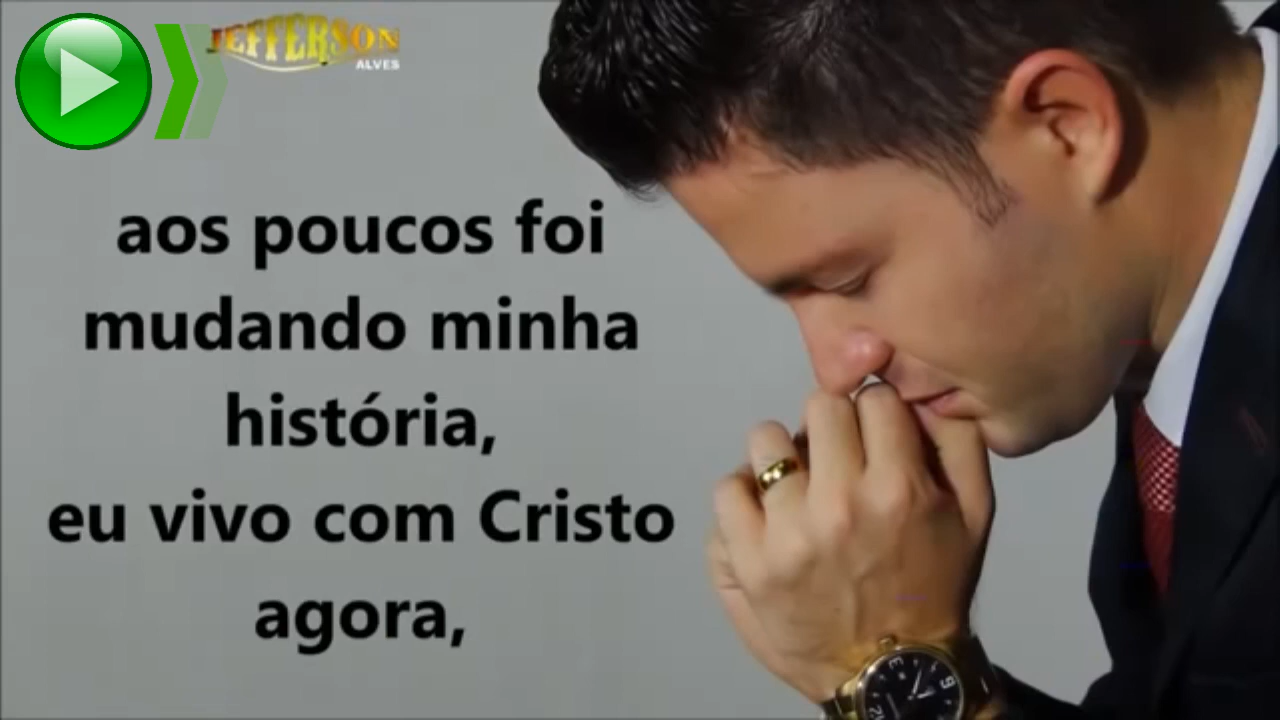 JEFFERSON
ALVES
aos poucos foi
mudando minha
história,
eu vivo com Cristo
agora,